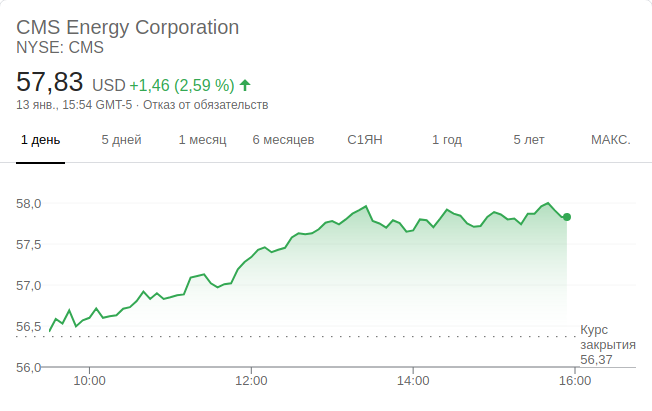 CMS Energy Corporation
NYSE: CMS
57,83 USD +1,46 (2,59 %)
13 янв., 15:54 GMT-5 · Отказ от обязательств
1 день 5 дней 1 месяц 6 месяцев С1ЯН 1 год 5 лет МАКС.
58,0
57,5
57,0
56,5
Курс
закрытия
56,37
56,0
10:00 12:00 14:00 16:00